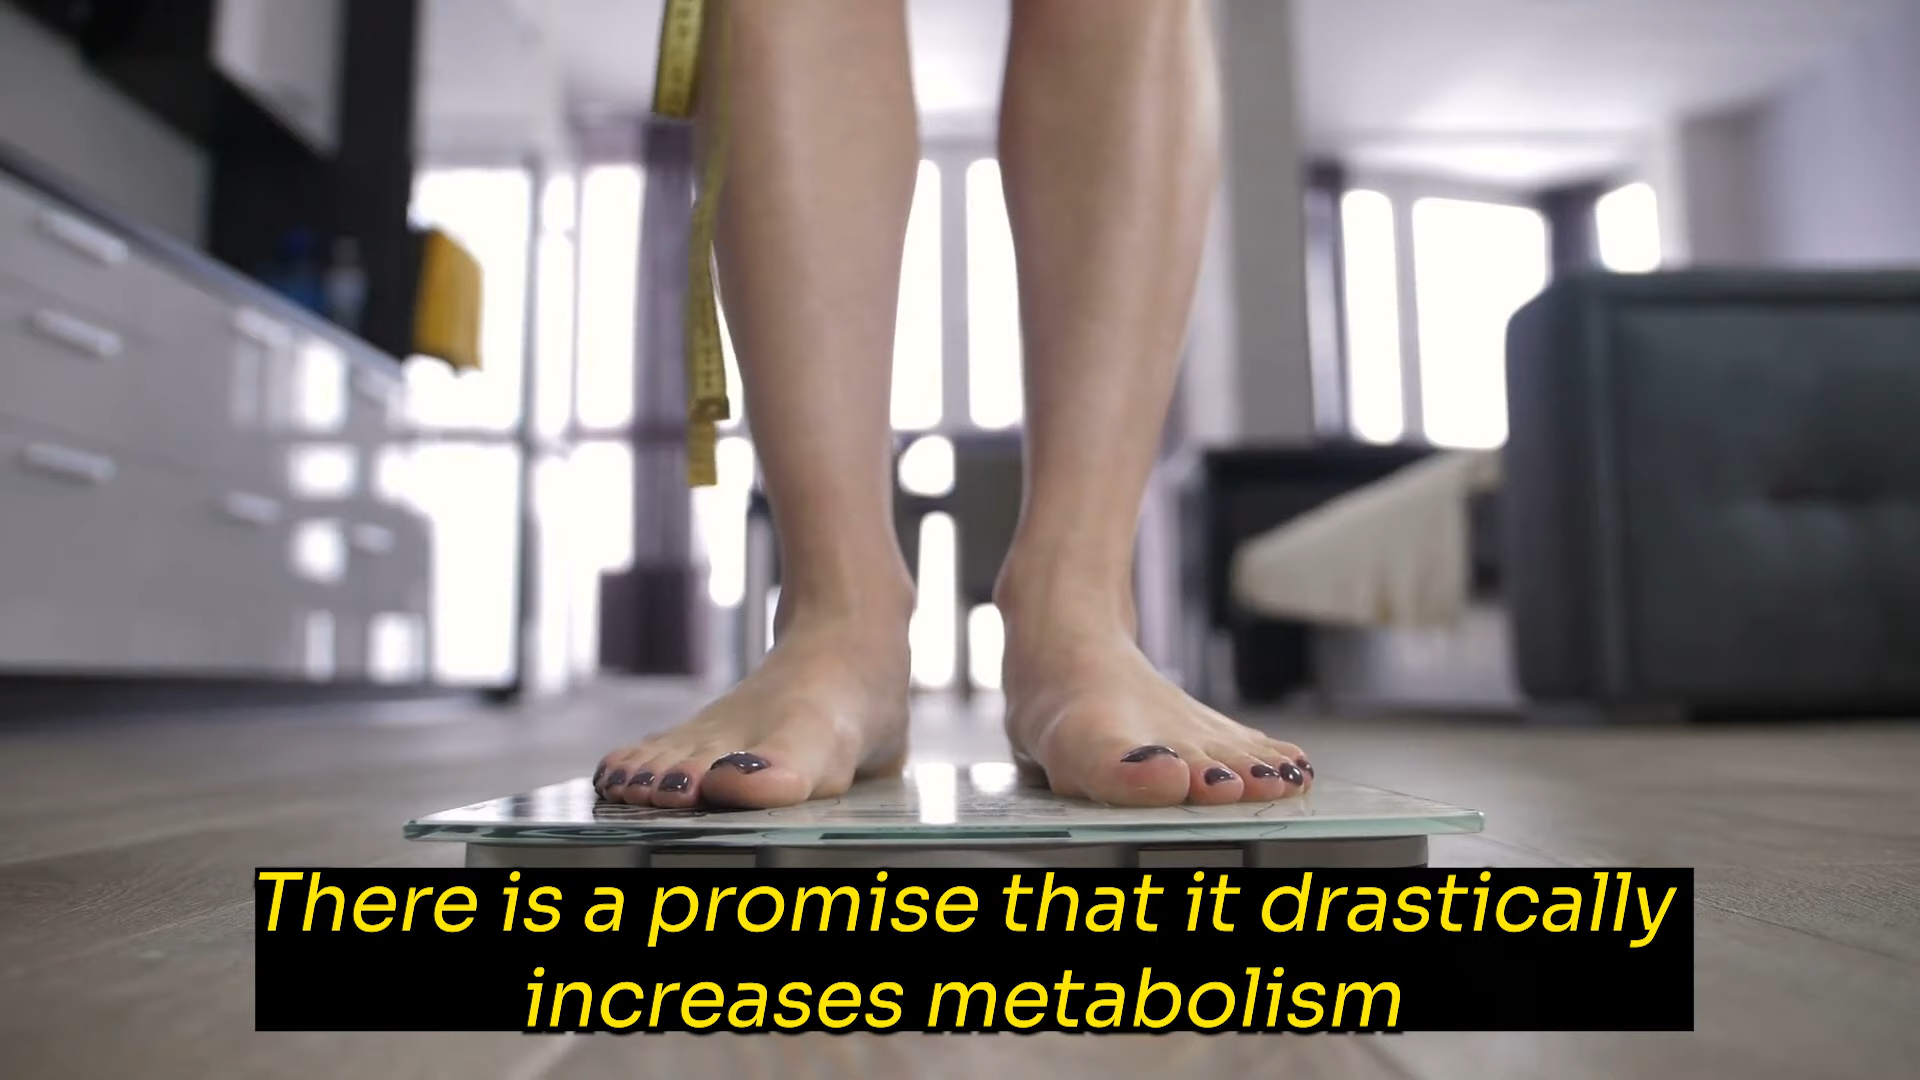 There is a promise that it drastically
increases metabolism